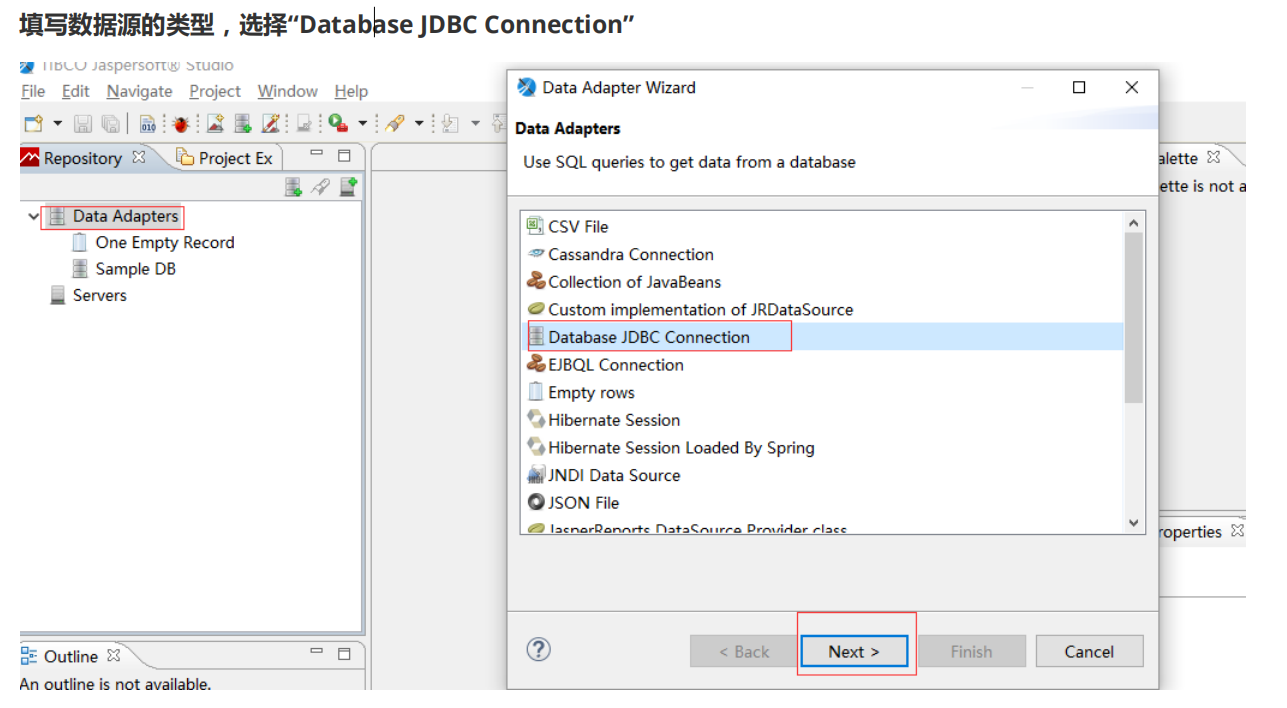 填写数据源的类型，选择“Database JDBC Connection”
TIBCO Jaspersoft® Studio
File Edit Navigate Project Window Help
Repository
Project Ex
Data Adapters
One Empty Record
Sample DB
Servers
Outline
An outline is not available.
Data Adapter Wizard
Data Adapters
Use SQL queries to get data from a database
CSV File
Cassandra Connection
Collection of JavaBeans
Custom implementation of JRDataSource
Database JDBC Connection
EJBQL Connection
Empty rows
Hibernate Session
Hibernate Session Loaded By Spring
JNDI Data Source
JSON File
JasperReports DataSource Provider class
< Back
Next >
Finish
Cancel
alette
ette is not a
roperties